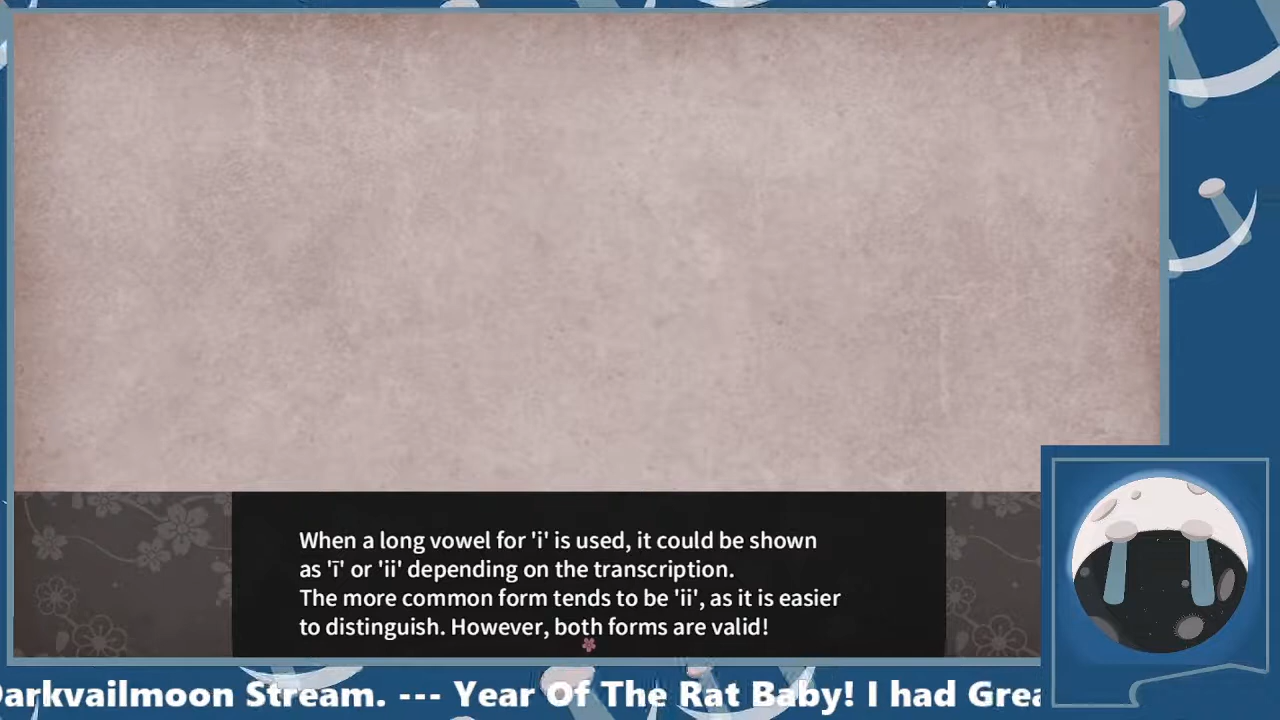 When a long vowel for 'i' is used, it could be shown
as 'ī' or 'ii' depending on the transcription.
The more common form tends to be 'ii', as it is easier
to distinguish. However, both forms are valid!
arkvailmoon Stream. --- Year Of The Rat Baby! I had Grea